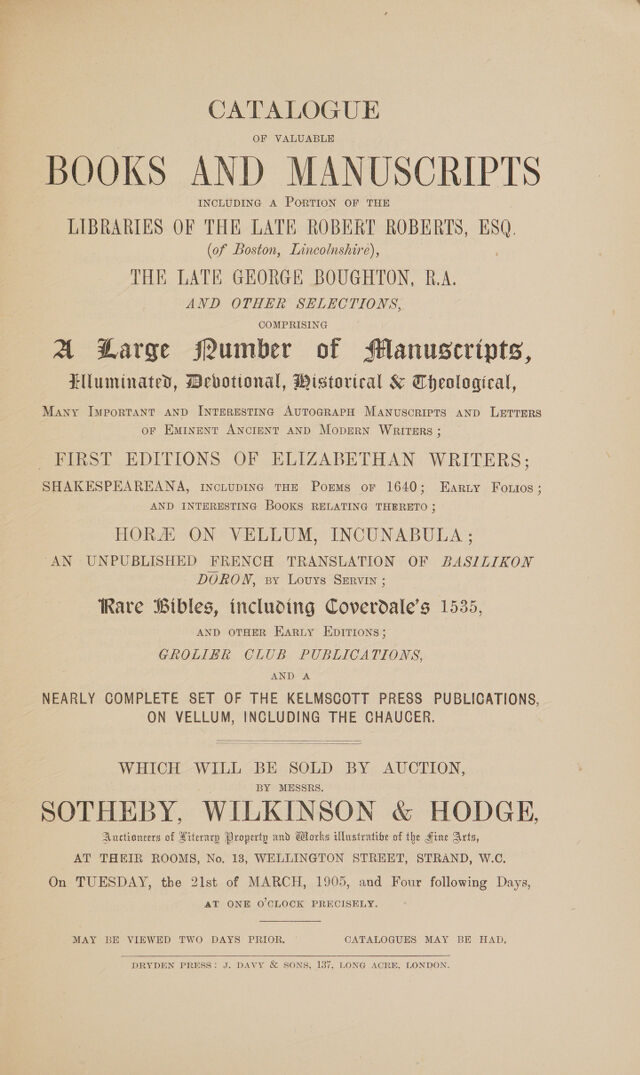 CATALOGUE
OF VALUABLE
BOOKS AND MANUSCRIPTS
INCLUDING A PORTION OF THE
LIBRARIES OF THE LATE ROBERT ROBERTS, ESQ.
(of Boston, Lincolnshire),
THE LATE GEORGE BOUGHTON, R.A.
AND OTHER SELECTIONS,
COMPRISING
A Large Number of Manuscripts,
Illuminated, Devotional, Historical & Theological,
MANY IMPORTANT AND INTERESTING AUTOGRAPH MANUSCRIPTS AND LETTERS
OF EMINENT ANCIENT AND MODERN WRITERS;
FIRST EDITIONS OF ELIZABETHAN WRITERS;
SHAKESPEAREANA, INCLUDING THE POEMS OF 1640; EARLY FOLIOS;
AND INTERESTING BOOKS RELATING THERETO;
HORÆ ON VELLUM, INCUNABULA;
AN UNPUBLISHED FRENCH TRANSLATION OF BASILIKON
DORON, BY LOUYS SERVIN;
Rare Bibles, including Coverdale's 1535,
AND OTHER EARLY EDITIONS;
GROLIER CLUB PUBLICATIONS,
AND A
NEARLY COMPLETE SET OF THE KELMSCOTT PRESS PUBLICATIONS,
ON VELLUM, INCLUDING THE CHAUCER.
WHICH WILL BE SOLD BY AUCTION,
BY MESSRS.
SOTHEBY, WILKINSON & HODGE,
Auctioneers of Literary Property and Works illustrative of the Fine Arts,
AT THEIR ROOMS, No. 13, WELLINGTON STREET, STRAND, W.C.
On TUESDAY, the 21st of MARCH, 1905, and Four following Days,
AT ONE O'CLOCK PRECISELY.
MAY BE VIEWED TWO DAYS PRIOR. CATALOGUES MAY BE HAD.
DRYDEN PRESS: J. DAVY & SONS, 137, LONG ACRE, LONDON.